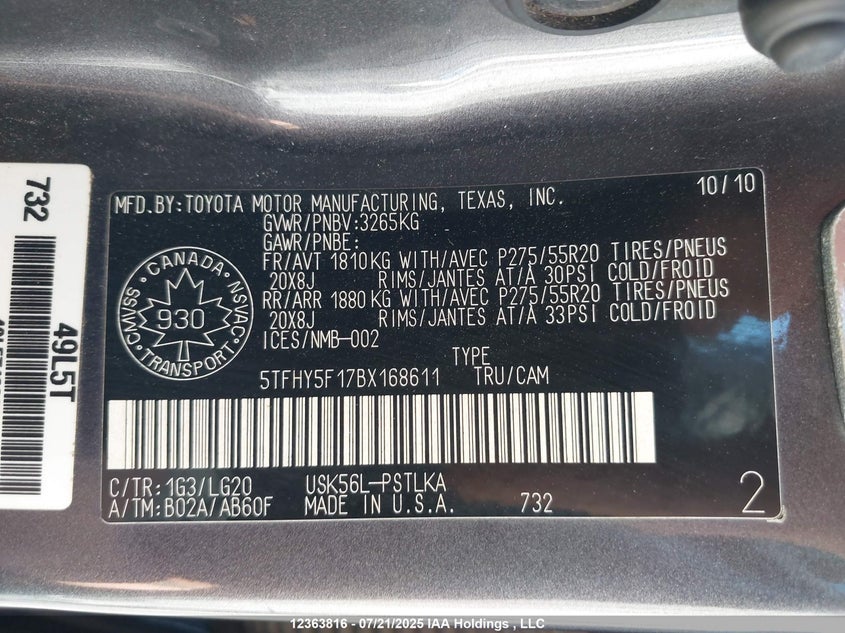 MFD.BY:TOYOTA MOTOR MANUFACTURING, TEXAS, INC. 10/10
GVWR/PNBV:3265KG
GAWR/PNBE:
FR/AVT 1810KG WITH/AVEC P275/55R20 TIRES/PNEUS
20X8J RIMS/JANTES AT/A 30PSI COLD/FROID
RR/ARR 1880KG WITH/AVEC P275/55R20 TIRES/PNEUS
20X8J RIMS/JANTES AT/A 33PSI COLD/FROID
ICES/NMB-002
TYPE
5TFHY5F17BX168611 TRU/CAM
CANADA
CMVSS 930 NSVAC
TRANSPORT
C/TR: 1G3/LG20 USK56L-PSTLKA
A/TM: B02A/AB60F MADE IN U.S.A. 732 2
732
49L5T
12363816 - 07/21/2025 IAA Holdings , LLC